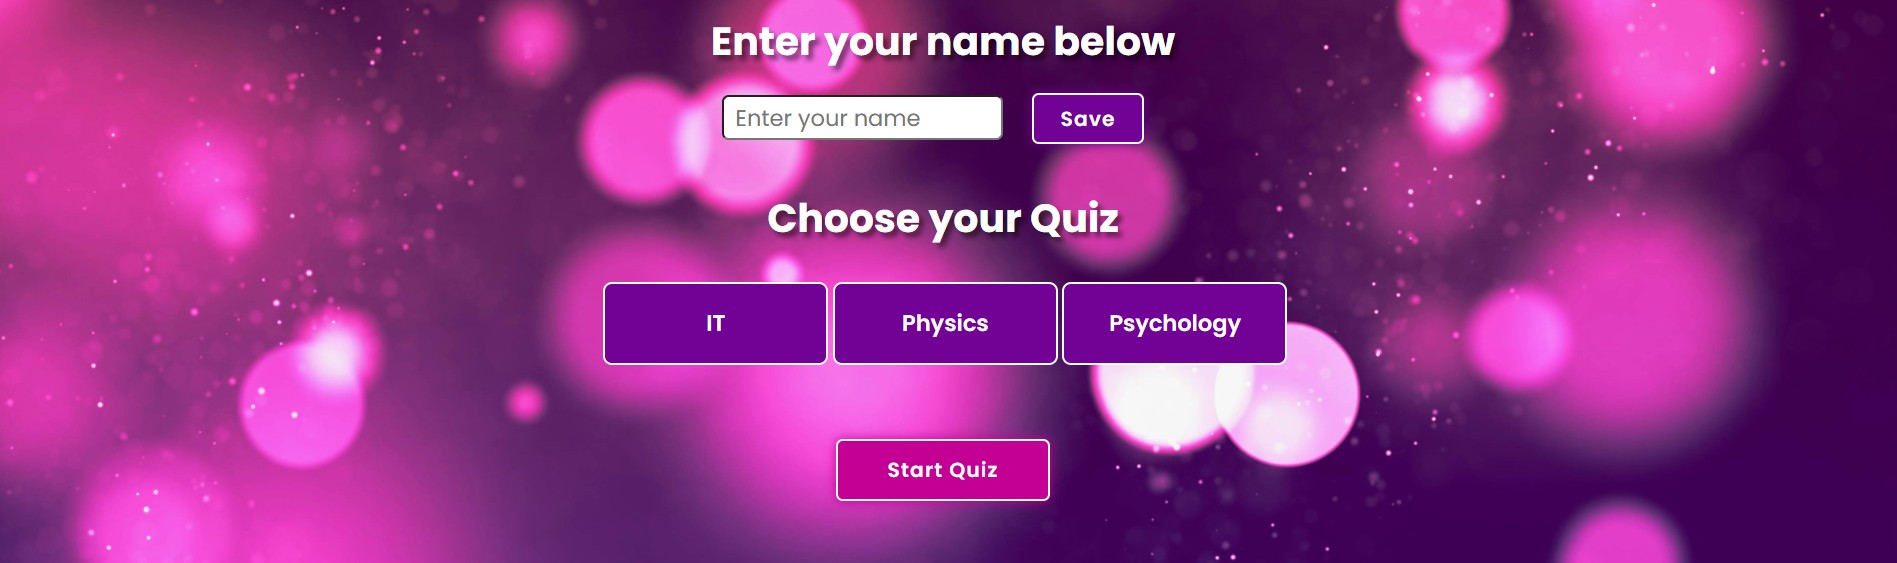 Enter your name below
Enter your name Save
Choose your Quiz
IT Physics Psychology
Start Quiz